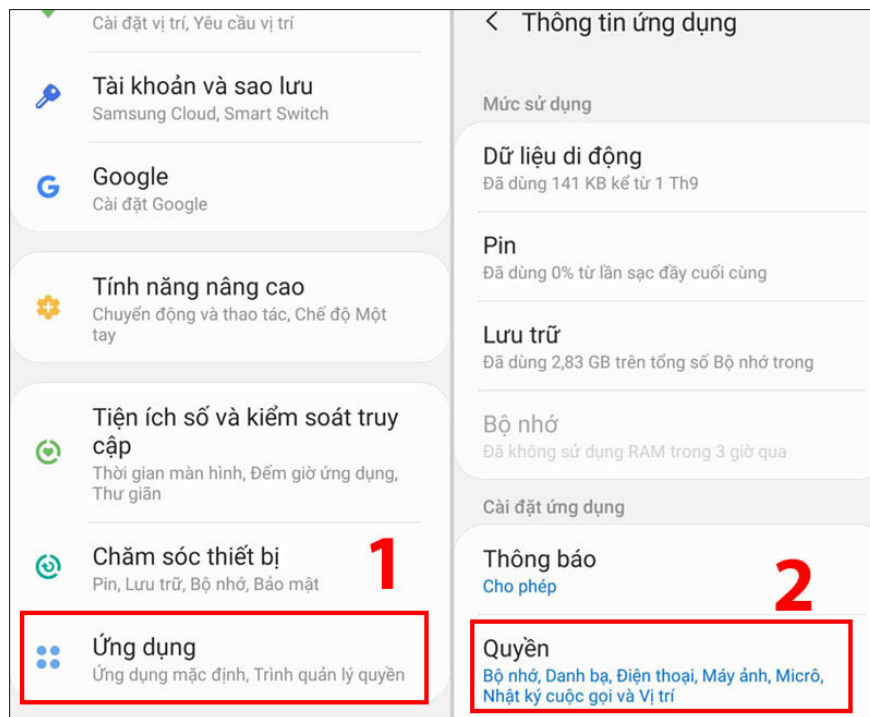 Cài đặt vị trí, Yêu cầu vị trí
Tài khoản và sao lưu
Samsung Cloud, Smart Switch
Google
Cài đặt Google
Tính năng nâng cao
Chuyển động và thao tác, Chế độ Một
tay
Tiện ích số và kiểm soát truy
cập
Thời gian màn hình, Đếm giờ ứng dụng,
Thư giãn
Chăm sóc thiết bị
Pin, Lưu trữ, Bộ nhớ, Bảo mật
1
Ứng dụng
Ứng dụng mặc định, Trình quản lý quyền
Thông tin ứng dụng
Mức sử dụng
Dữ liệu di động
Đã dùng 141 KB kể từ 1 Th9
Pin
Đã dùng 0% từ lần sạc đầy cuối cùng
Lưu trữ
Đã dùng 2,83 GB trên tổng số Bộ nhớ trong
Bộ nhớ
Đã không sử dụng RAM trong 3 giờ qua
Cài đặt ứng dụng
Thông báo
Cho phép
2
Quyền
Bộ nhớ, Danh bạ, Điện thoại, Máy ảnh, Micrô,
Nhật ký cuộc gọi và Vị trí